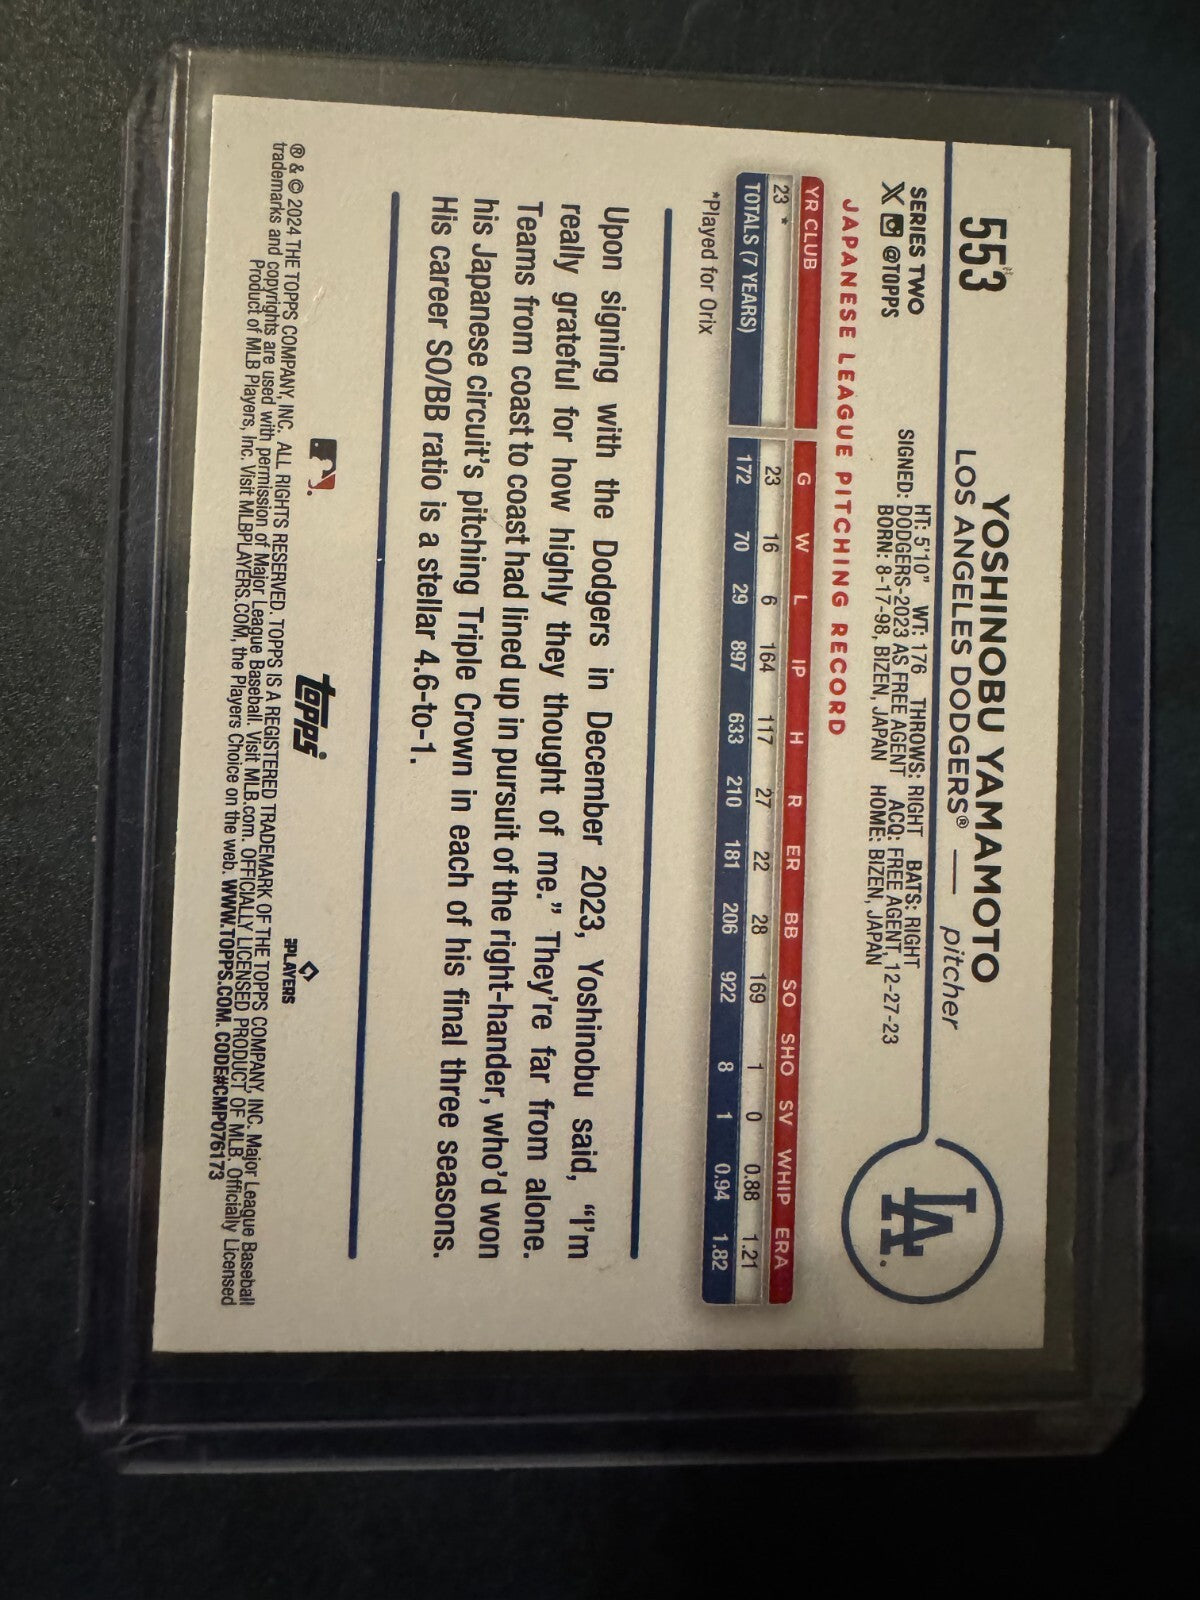 553
YOSHINOBU YAMAMOTO
LOS ANGELES DODGERS® — pitcher
SERIES TWO
X @TOPPS
HT: 5'10" WT: 176 THROWS: RIGHT BATS: RIGHT
SIGNED: DODGERS-2023 AS FREE AGENT ACQ: FREE AGENT, 12-27-23
BORN: 8-17-98, BIZEN, JAPAN HOME: BIZEN, JAPAN
LA
JAPANESE LEAGUE PITCHING RECORD
YR CLUB G W L IP H R ER BB SO SHO SV WHIP ERA
23 * 23 16 6 164 117 27 22 28 169 1 0 0.88 1.21
TOTALS (7 YEARS) 172 70 29 897 633 210 181 206 922 8 1 0.94 1.82
*Played for Orix
Upon signing with the Dodgers in December 2023, Yoshinobu said, “I’m
really grateful for how highly they thought of me.” They’re far from alone.
Teams from coast to coast had lined up in pursuit of the right-hander, who’d won
his Japanese circuit’s pitching Triple Crown in each of his final three seasons.
His career SO/BB ratio is a stellar 4.6-to-1.
topps
PLAYERS
® & © 2024 THE TOPPS COMPANY, INC. ALL RIGHTS RESERVED. TOPPS IS A REGISTERED TRADEMARK OF THE TOPPS COMPANY, INC. Major League Baseball
trademarks and copyrights are used with permission of Major League Baseball. Visit MLB.com. OFFICIALLY LICENSED PRODUCT OF MLB. Officially Licensed
Product of MLB Players, Inc. Visit MLBPLAYERS.COM, the Players Choice on the web. WWW.TOPPS.COM. CODE#CMP076173